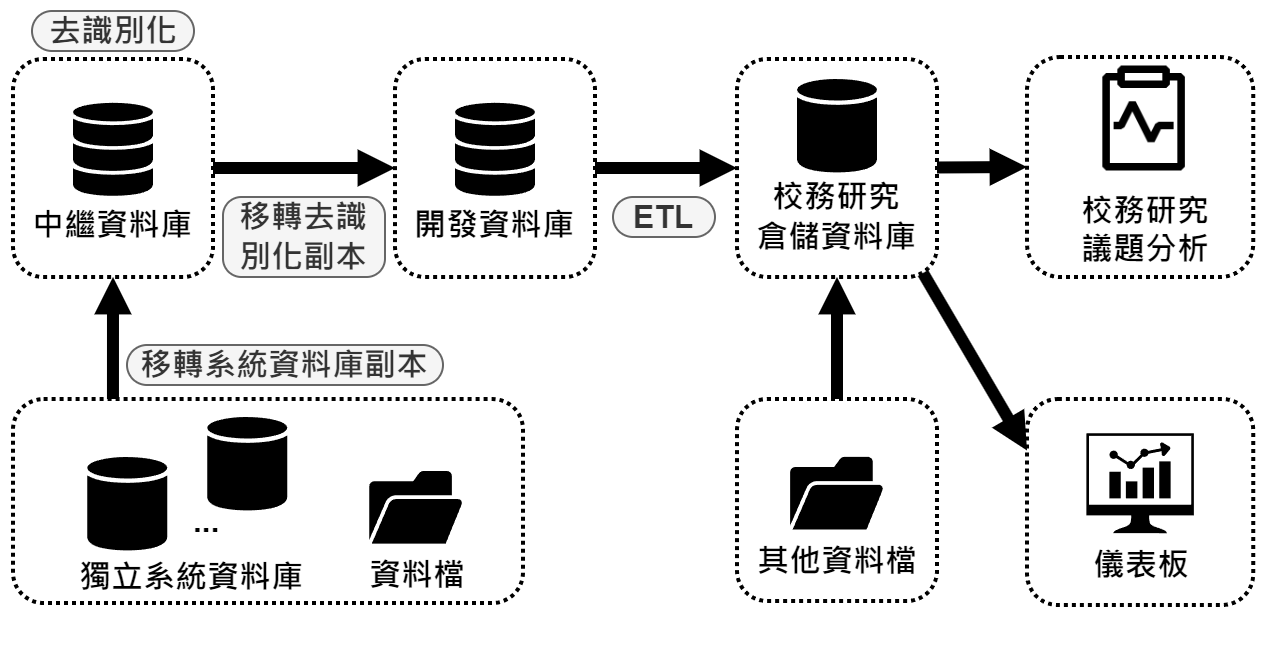 去識別化
中繼資料庫
移轉去識
別化副本
開發資料庫
ETL
校務研究
倉儲資料庫
校務研究
議題分析
移轉系統資料庫副本
...
獨立系統資料庫
資料檔
其他資料檔
儀表板